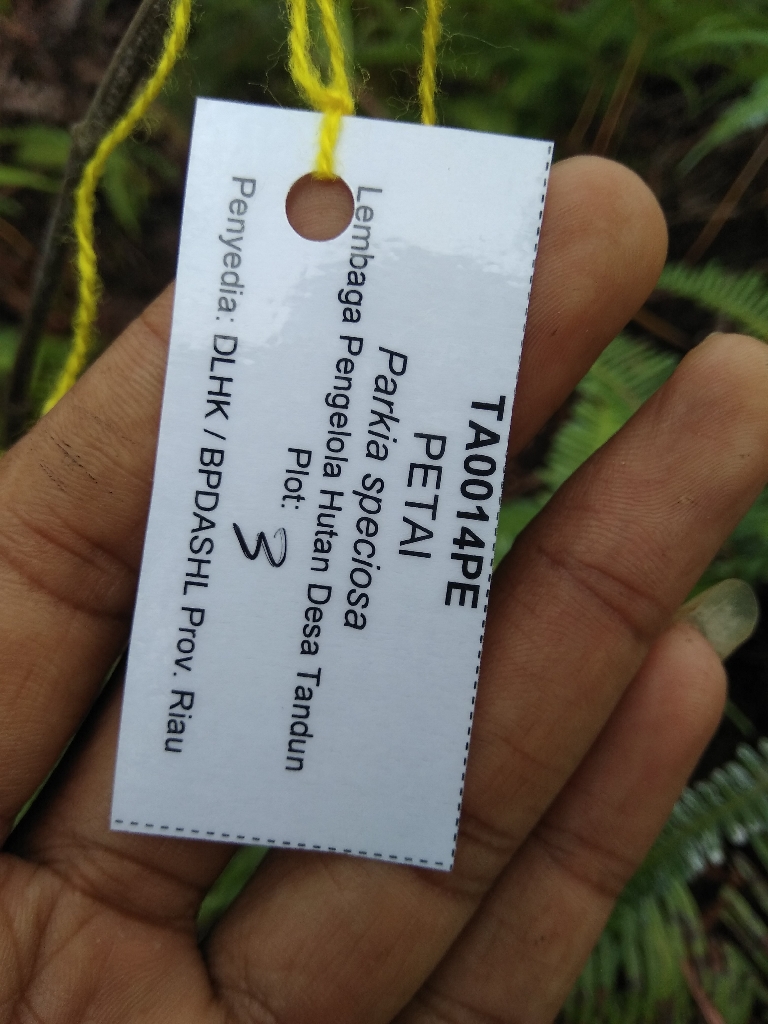 TA0014PE
PETAI
Parkia speciosa
Lembaga Pengelola Hutan Desa Tandun
Plot: 3
Penyedia: DLHK / BPDASHL Prov. Riau